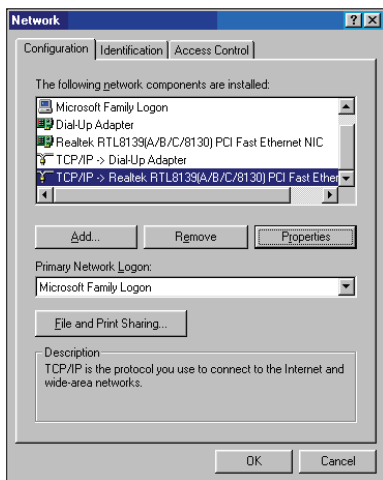 Network
Configuration Identification Access Control
The following network components are installed:
Microsoft Family Logon
Dial-Up Adapter
Realtek RTL8139(A/B/C/8130) PCI Fast Ethernet NIC
TCP/IP -> Dial-Up Adapter
TCP/IP -> Realtek RTL8139(A/B/C/8130) PCI Fast Ether
Add... Remove Properties
Primary Network Logon:
Microsoft Family Logon
File and Print Sharing...
Description
TCP/IP is the protocol you use to connect to the Internet and
wide-area networks.
OK Cancel